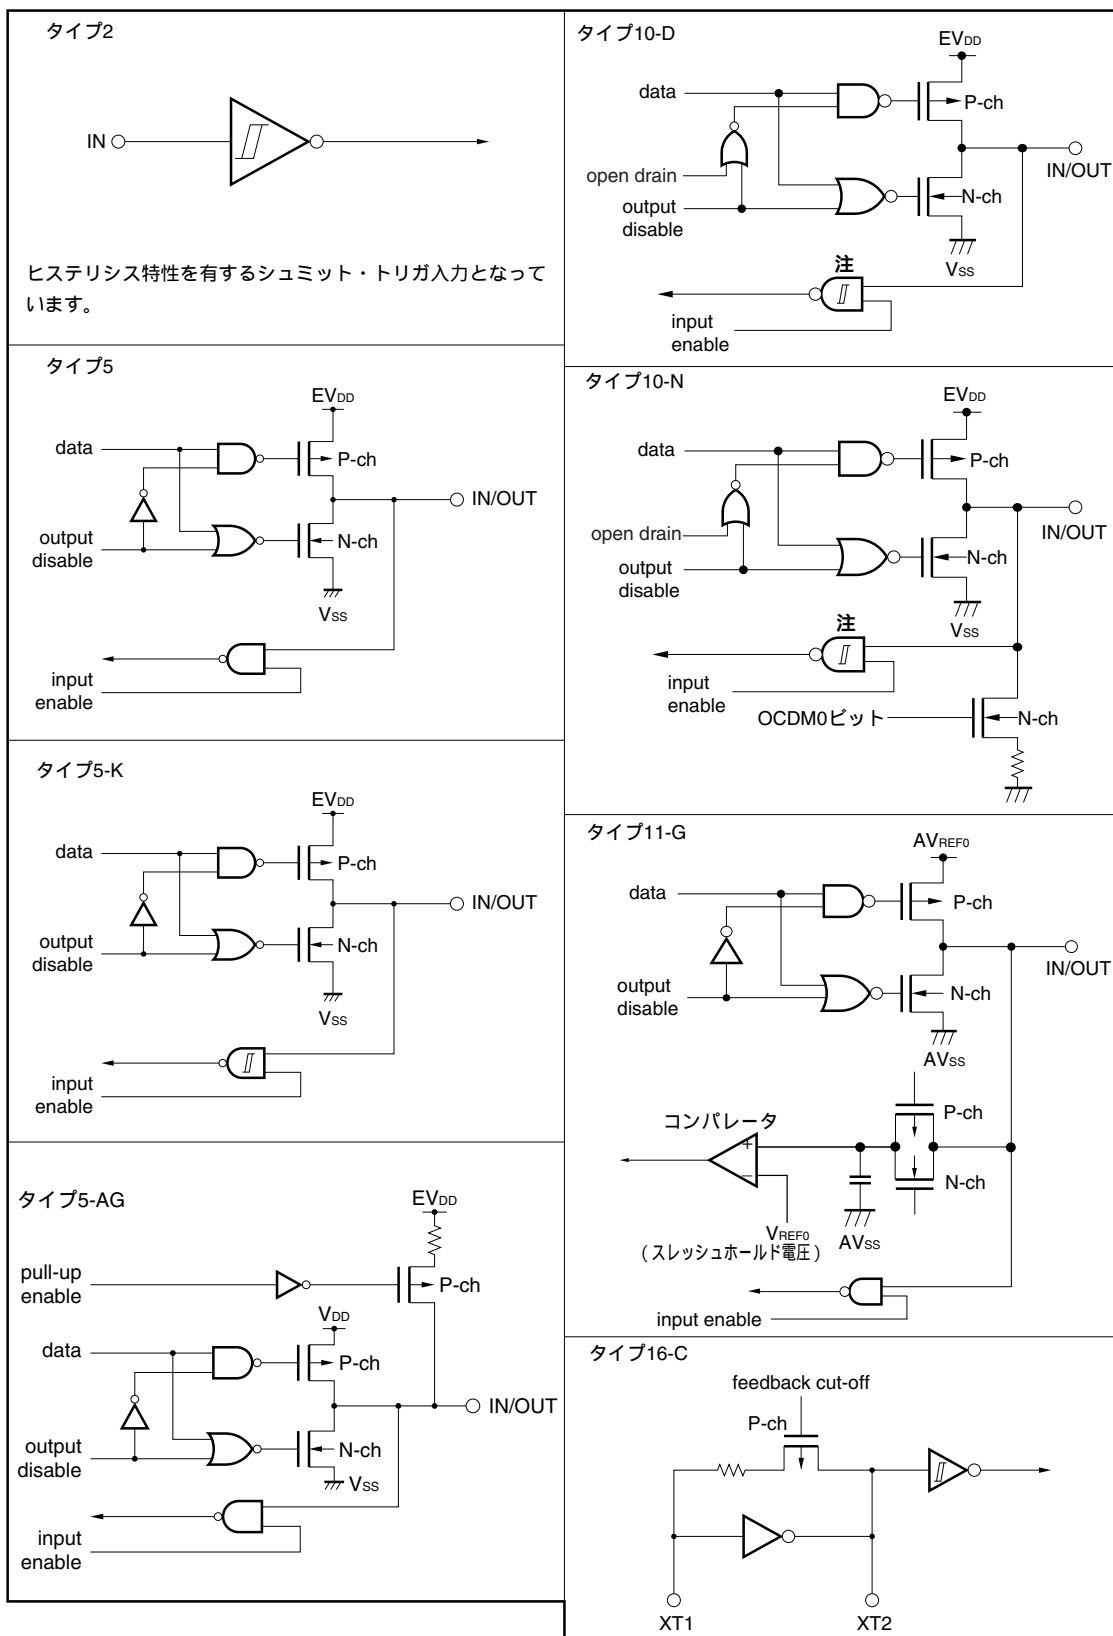 タイプ2
IN
ヒステリシス特性を有するシュミット・トリガ入力となって
います。
タイプ5
EVDD
data
P-ch
IN/OUT
output
disable
N-ch
VSS
input
enable
タイプ5-K
EVDD
data
P-ch
IN/OUT
output
disable
N-ch
VSS
input
enable
タイプ5-AG
EVDD
pull-up
enable
P-ch
VDD
data
P-ch
IN/OUT
output
disable
N-ch
VSS
input
enable
タイプ10-D
EVDD
data
P-ch
open drain
IN/OUT
output
disable
N-ch
VSS
注
input
enable
タイプ10-N
EVDD
data
P-ch
open drain
IN/OUT
output
disable
N-ch
VSS
注
input
enable
OCDM0ビット
N-ch
タイプ11-G
AVREF0
data
P-ch
IN/OUT
output
disable
N-ch
AVSS
P-ch
コンパレータ
+
−
N-ch
VREF0
（スレッシュホールド電圧）
AVSS
input enable
タイプ16-C
feedback cut-off
P-ch
XT1
XT2